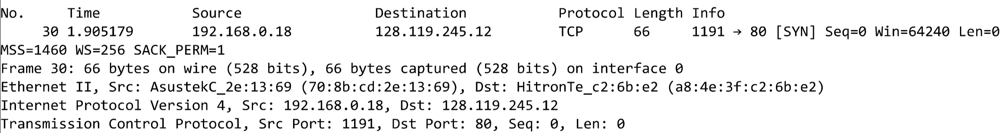 No.     Time           Source                Destination           Protocol Length Info
     30 1.905179       192.168.0.18          128.119.245.12        TCP      66     1191 → 80 [SYN] Seq=0 Win=64240 Len=0
MSS=1460 WS=256 SACK_PERM=1
Frame 30: 66 bytes on wire (528 bits), 66 bytes captured (528 bits) on interface 0
Ethernet II, Src: AsustekC_2e:13:69 (70:8b:cd:2e:13:69), Dst: HitronTe_c2:6b:e2 (a8:4e:3f:c2:6b:e2)
Internet Protocol Version 4, Src: 192.168.0.18, Dst: 128.119.245.12
Transmission Control Protocol, Src Port: 1191, Dst Port: 80, Seq: 0, Len: 0